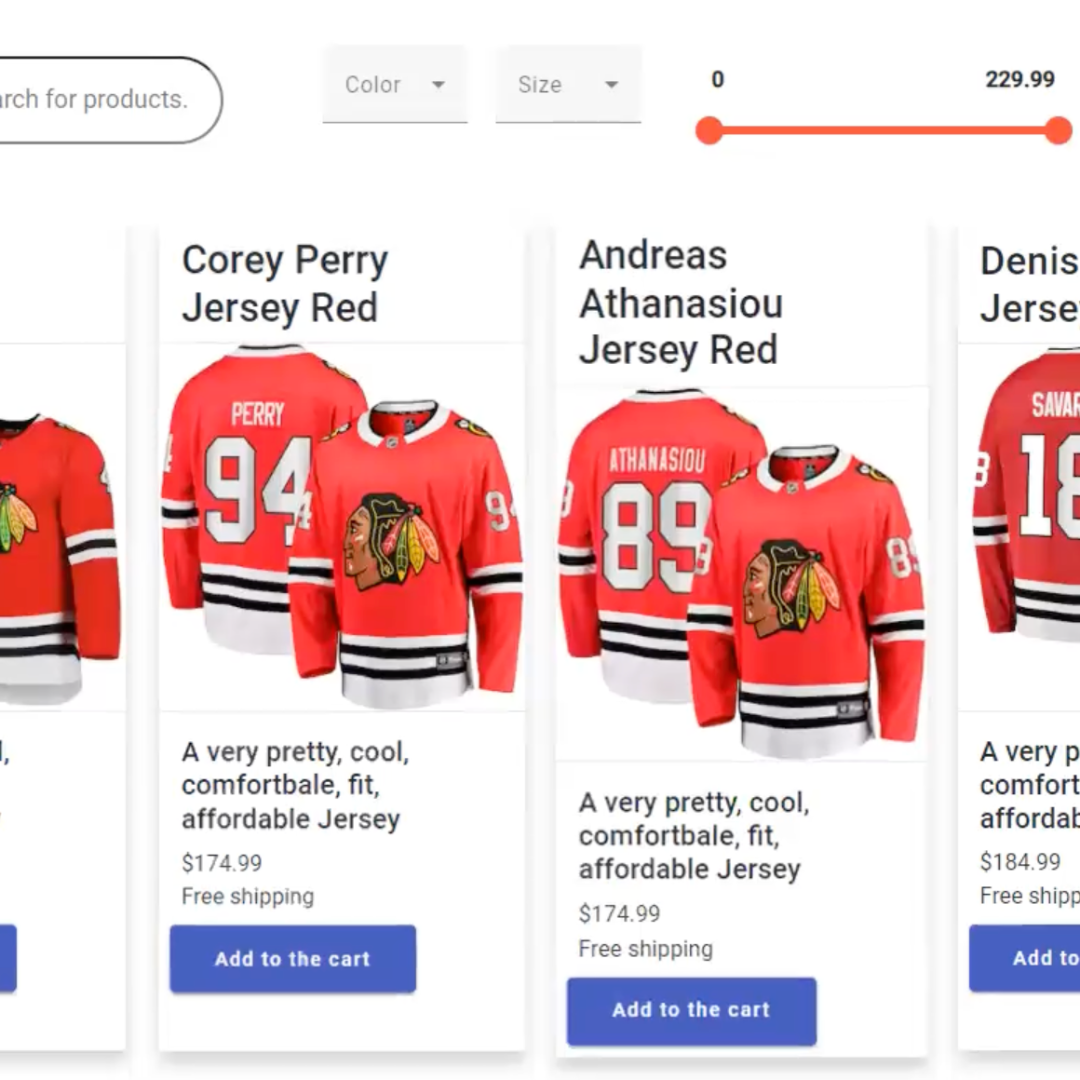 arch for products.
Color
Size
0
229.99
Corey Perry
Jersey Red
PERRY
94
94
A very pretty, cool,
comfortbale, fit,
affordable Jersey
$174.99
Free shipping
Add to the cart
Andreas
Athanasiou
Jersey Red
ATHANASIOU
89
89
A very pretty, cool,
comfortbale, fit,
affordable Jersey
$174.99
Free shipping
Add to the cart
Denis
Jerse
SAVAR
18
A very p
comfort
affordab
$184.99
Free shipp
Add to